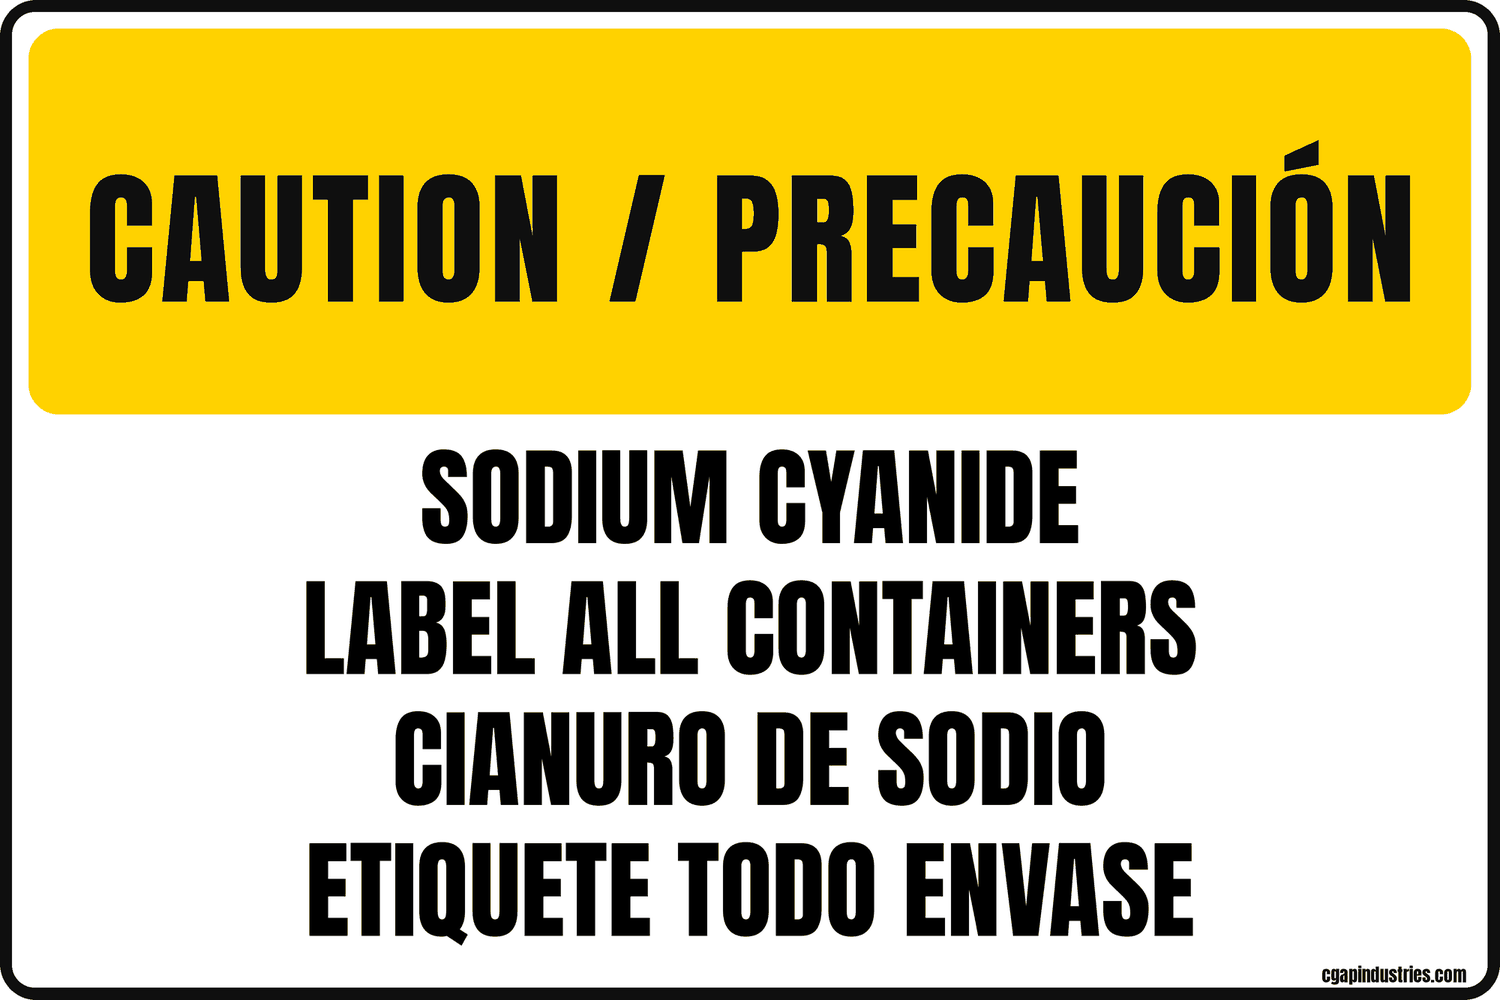 CAUTION / PRECAUCIÓN
SODIUM CYANIDE
LABEL ALL CONTAINERS
CIANURO DE SODIO
ETIQUETE TODO ENVASE
cgapindustries.com